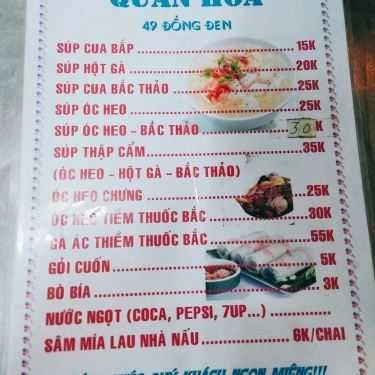 QUÁN HOA
49 ĐỒNG ĐEN
SÚP CUA BẮP 15K
SÚP HỘT GÀ 20K
SÚP CUA BẮC THẢO 25K
SÚP ÓC HEO 25K
SÚP ÓC HEO - BẮC THẢO 30K
SÚP THẬP CẨM 35K
(ÓC HEO - HỘT GÀ - BẮC THẢO)
ÓC HEO CHƯNG 25K
ÓC HEO TIỀM THUỐC BẮC 30K
GÀ ÁC THIỀM THUỐC BẮC 55K
GỎI CUỐN 5K
BÒ BÍA 3K
NƯỚC NGỌT (COCA, PEPSI, 7UP...)
SÂM MÍA LAU NHÀ NẤU 6K/CHAI
QUÝ KHÁCH NGON MIỆNG!!!